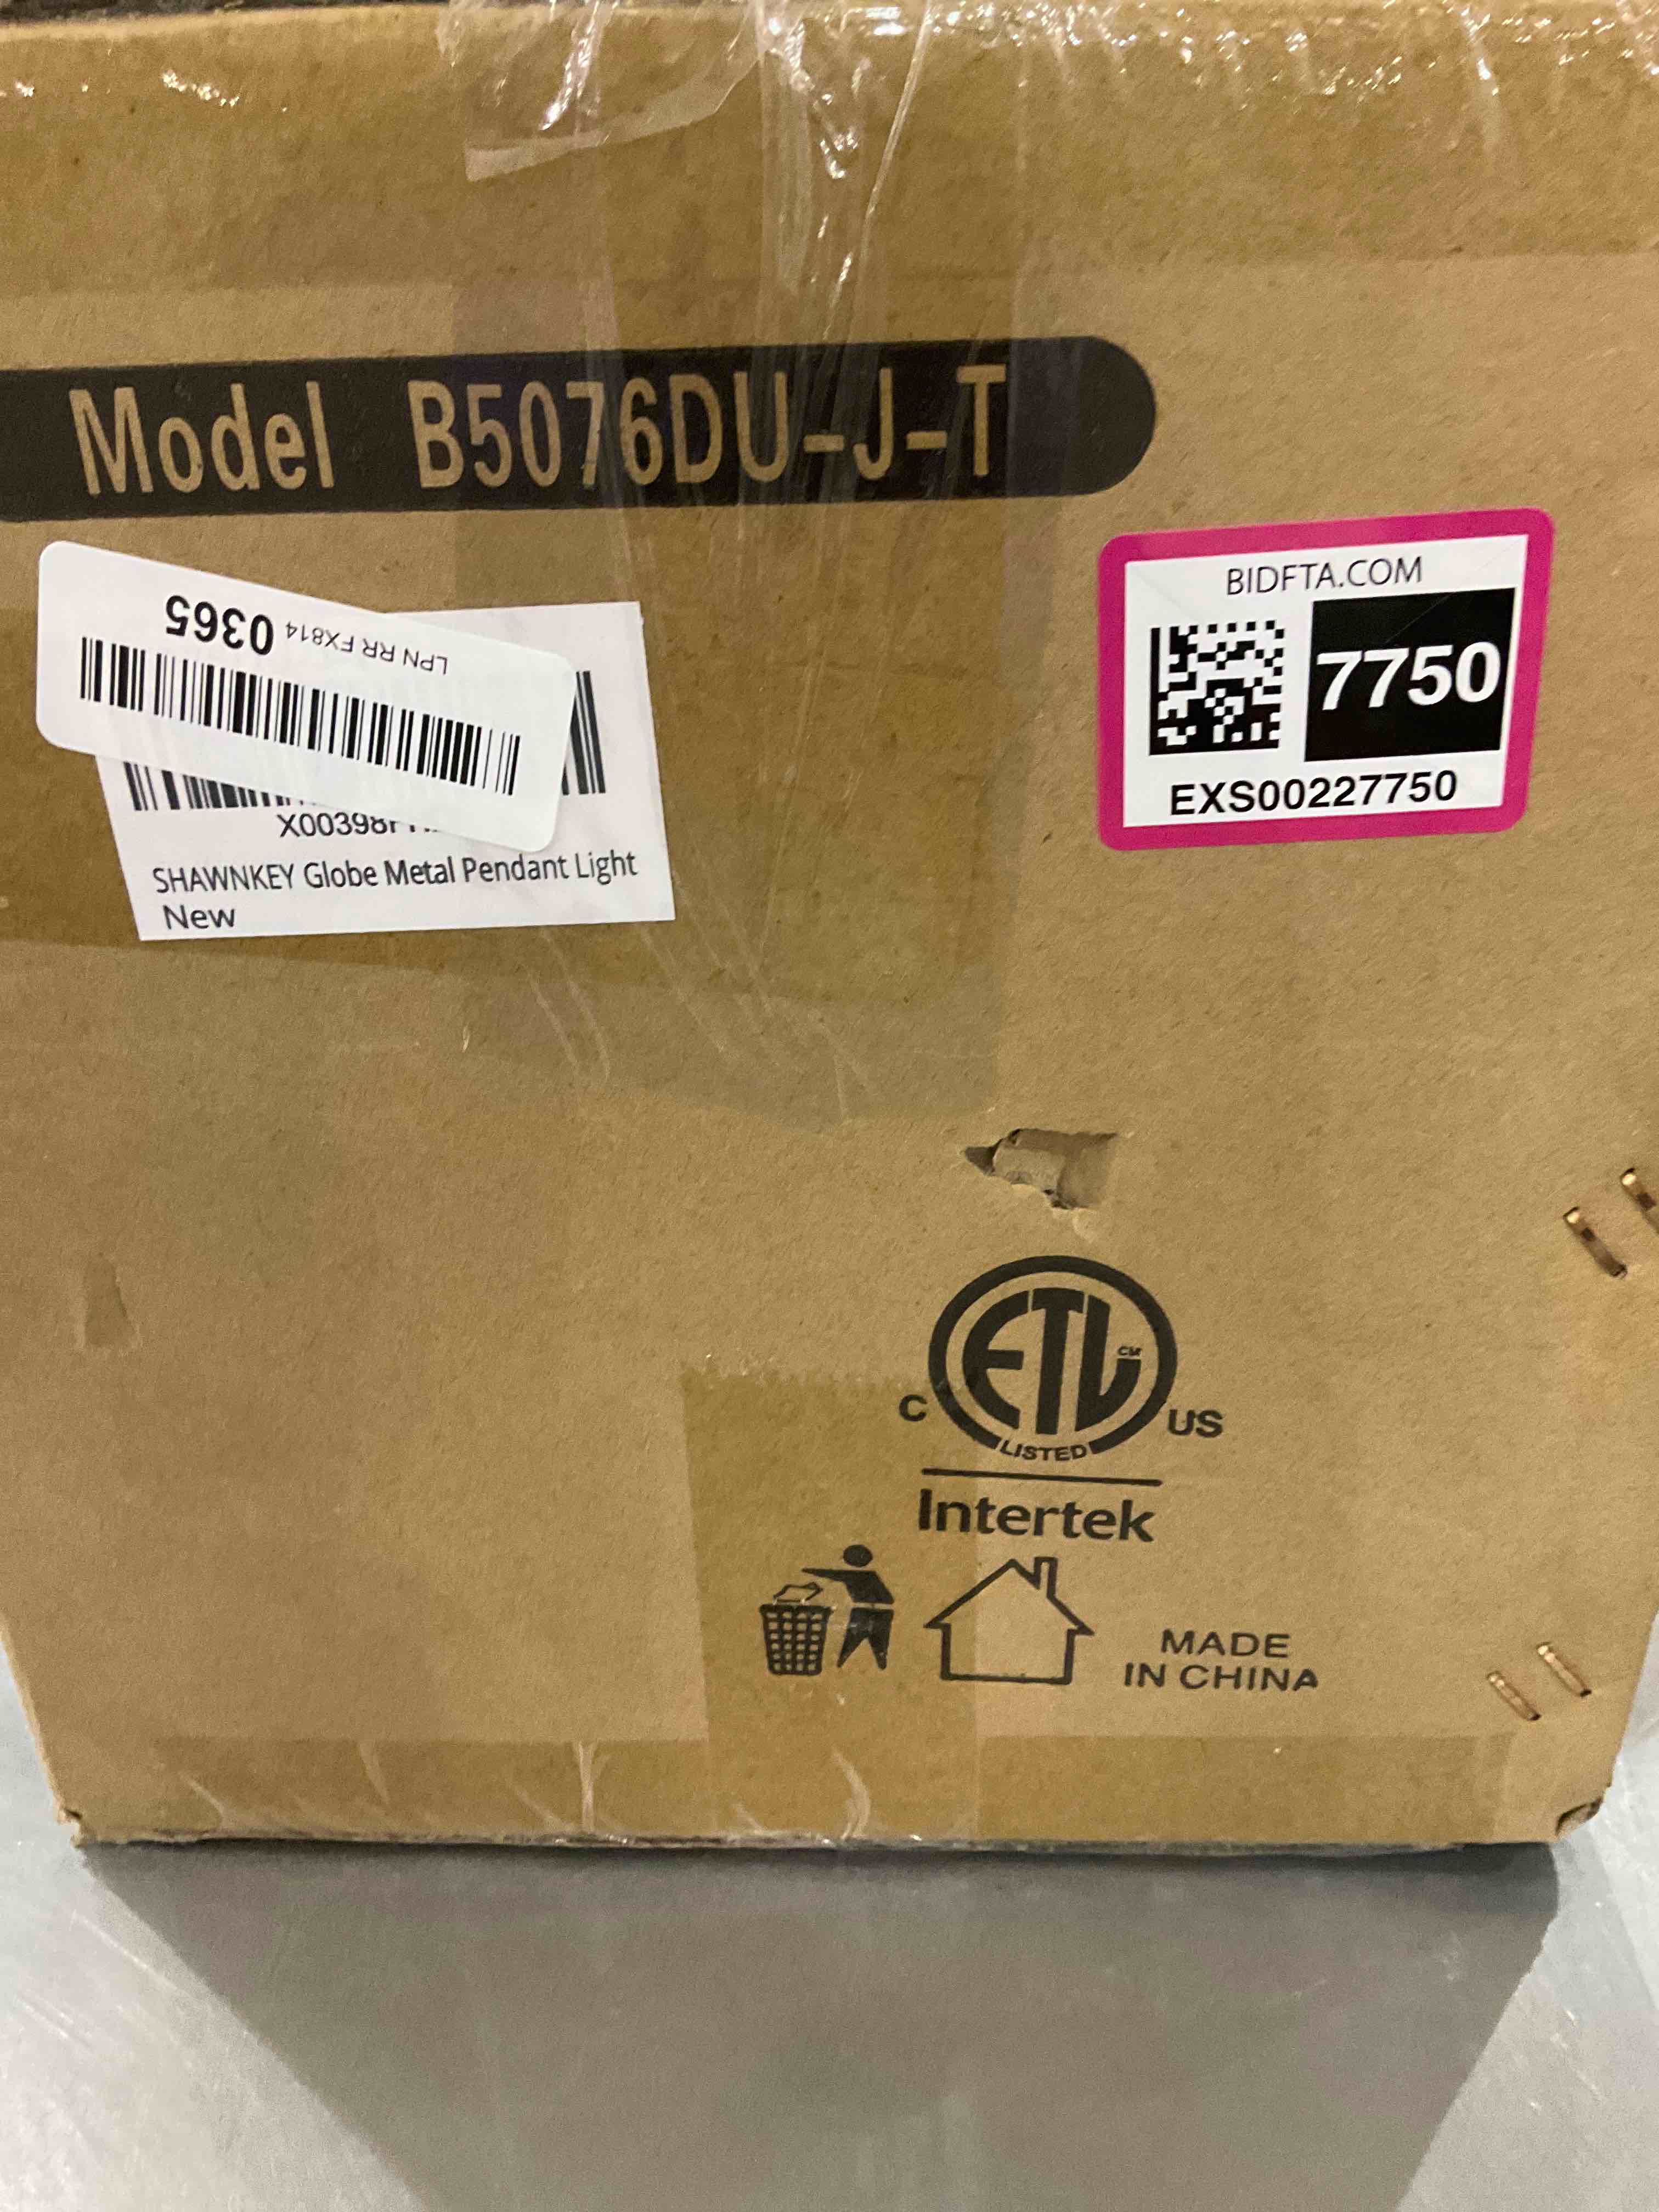 Model B5076DU-J-T
BIDFTA.COM
7750
EXS00227750
LPN RR FX814 0365
SHAWNKEY Globe Metal Pendant Light
New
ETL CM
C US
LISTED
Intertek
MADE
IN CHINA